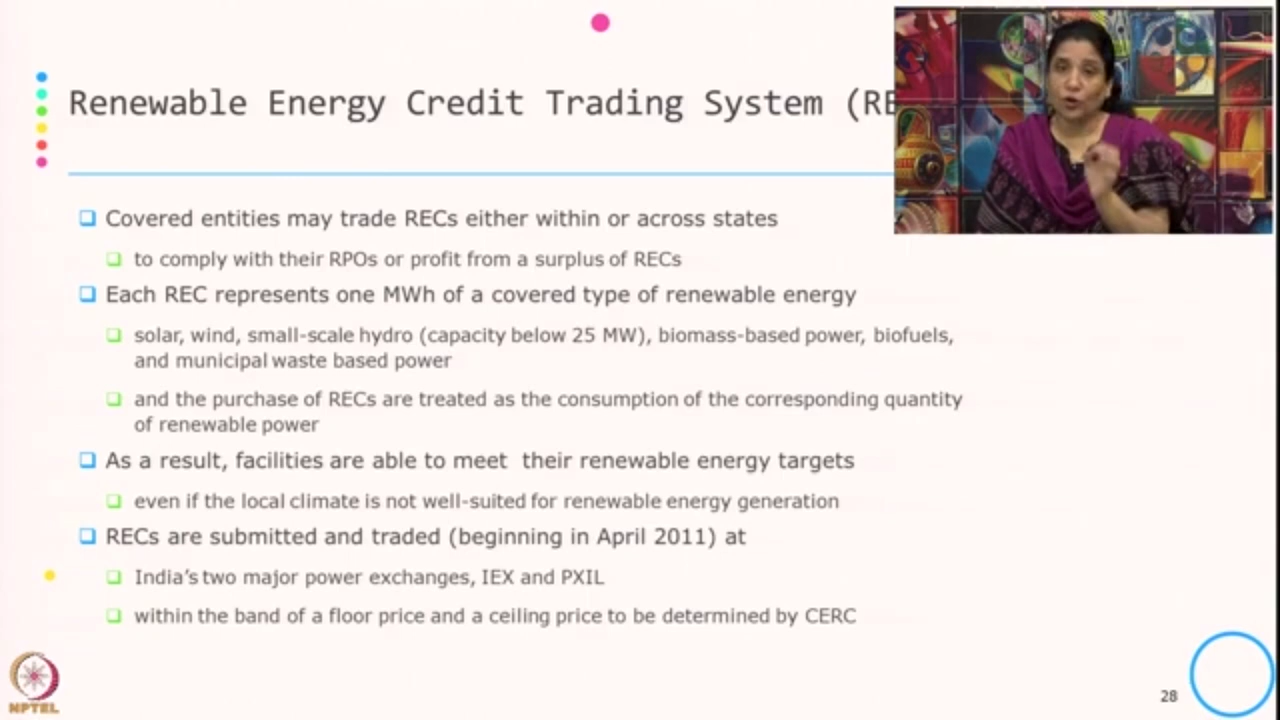 Renewable Energy Credit Trading System (RE
Covered entities may trade RECs either within or across states
to comply with their RPOs or profit from a surplus of RECs
Each REC represents one MWh of a covered type of renewable energy
solar, wind, small-scale hydro (capacity below 25 MW), biomass-based power, biofuels,
and municipal waste based power
and the purchase of RECs are treated as the consumption of the corresponding quantity
of renewable power
As a result, facilities are able to meet their renewable energy targets
even if the local climate is not well-suited for renewable energy generation
RECs are submitted and traded (beginning in April 2011) at
India's two major power exchanges, IEX and PXIL
within the band of a floor price and a ceiling price to be determined by CERC
NPTEL
28